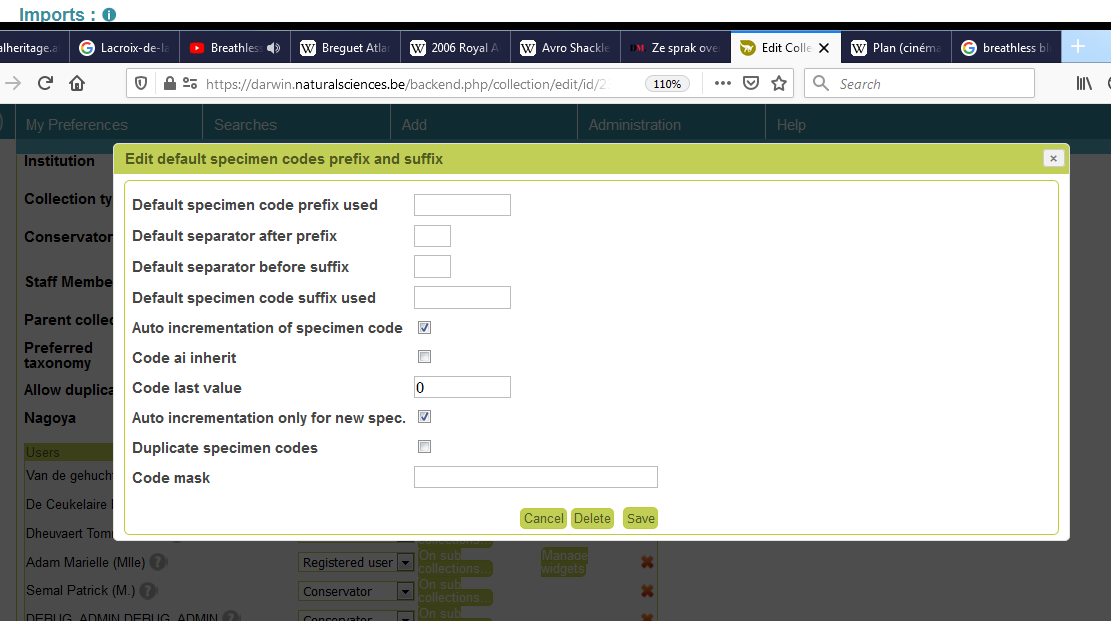 Imports :
alheritage.a
Lacroix-de-la
Breathless
Breguet Atlan
2006 Royal A
Avro Shackle
Ze sprak ove
Edit Colle
Plan (cinéma
breathless bl
https://darwin.naturalsciences.be/backend.php/collection/edit/id/2
110%
Search
My Preferences
Searches
Add
Administration
Help
Institution
Edit default specimen codes prefix and suffix
Collection ty
Conservator
Staff Membe
Parent collec
Preferred
taxonomy
Allow duplica
Nagoya
Default specimen code prefix used
Default separator after prefix
Default separator before suffix
Default specimen code suffix used
Auto incrementation of specimen code
Code ai inherit
Code last value 0
Auto incrementation only for new spec.
Duplicate specimen codes
Code mask
Cancel Delete Save
Users
Van de gehuch
De Ceukelaire
Dheuvaert Tom
Adam Marielle (Mlle) ? Registered user On sub collections... Manage widgets!
Semal Patrick (M.) ? Conservator On sub collections...
DEBUG_ADMIN DEBUG_ADMIN Conservator On sub